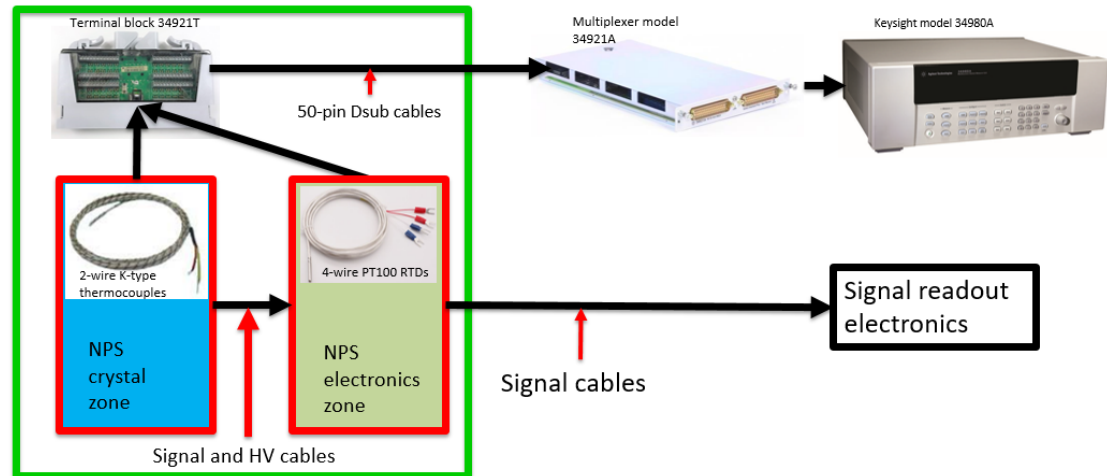 Terminal block 34921T
Multiplexer model
34921A
Keysight model 34980A
50-pin Dsub cables
2-wire K-type
thermocouples
4-wire PT100 RTDs
NPS
crystal
zone
NPS
electronics
zone
Signal readout
electronics
Signal cables
Signal and HV cables